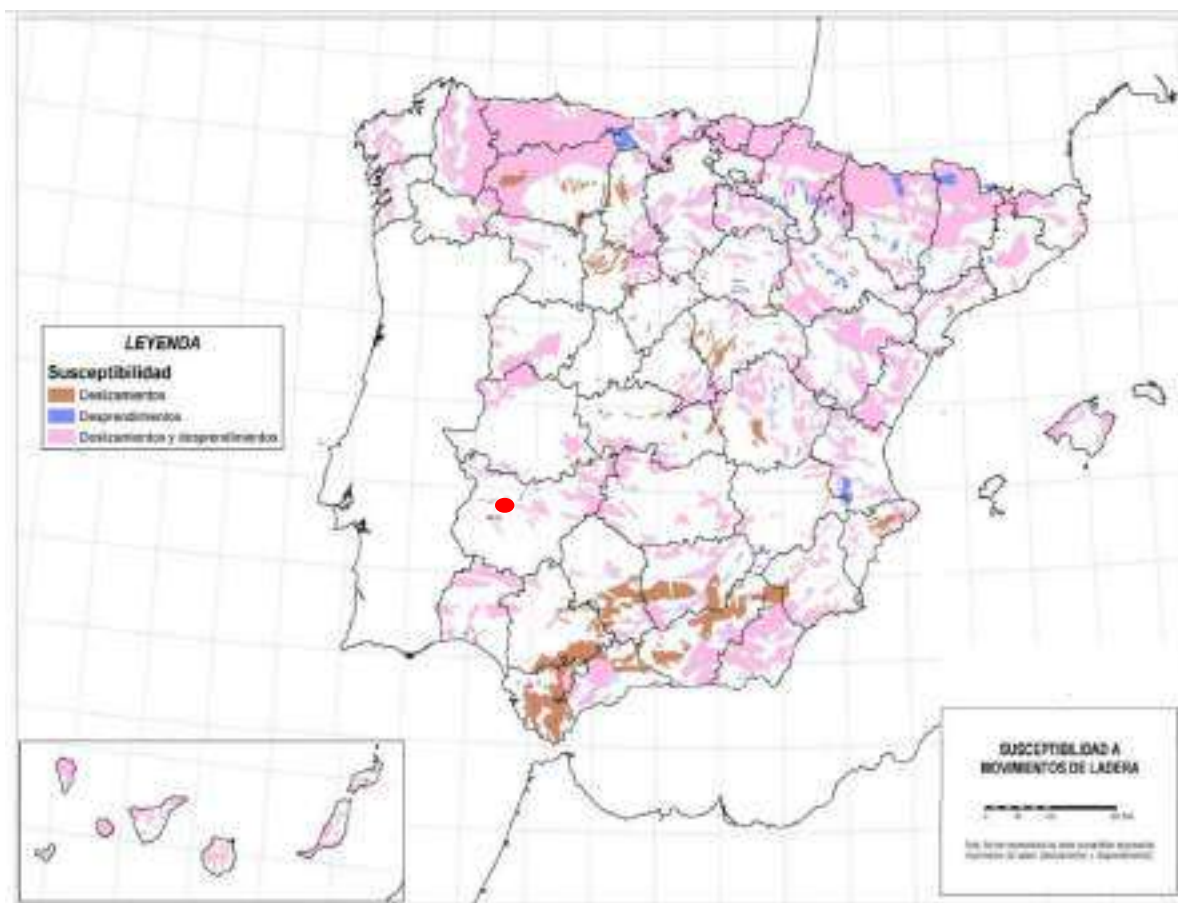 LEYENDA
Susceptibilidad
Deslizamientos
Desprendimientos
Deslizamientos y desprendimientos
SUSCEPTIBILIDAD A
MOVIMIENTOS DE LADERA